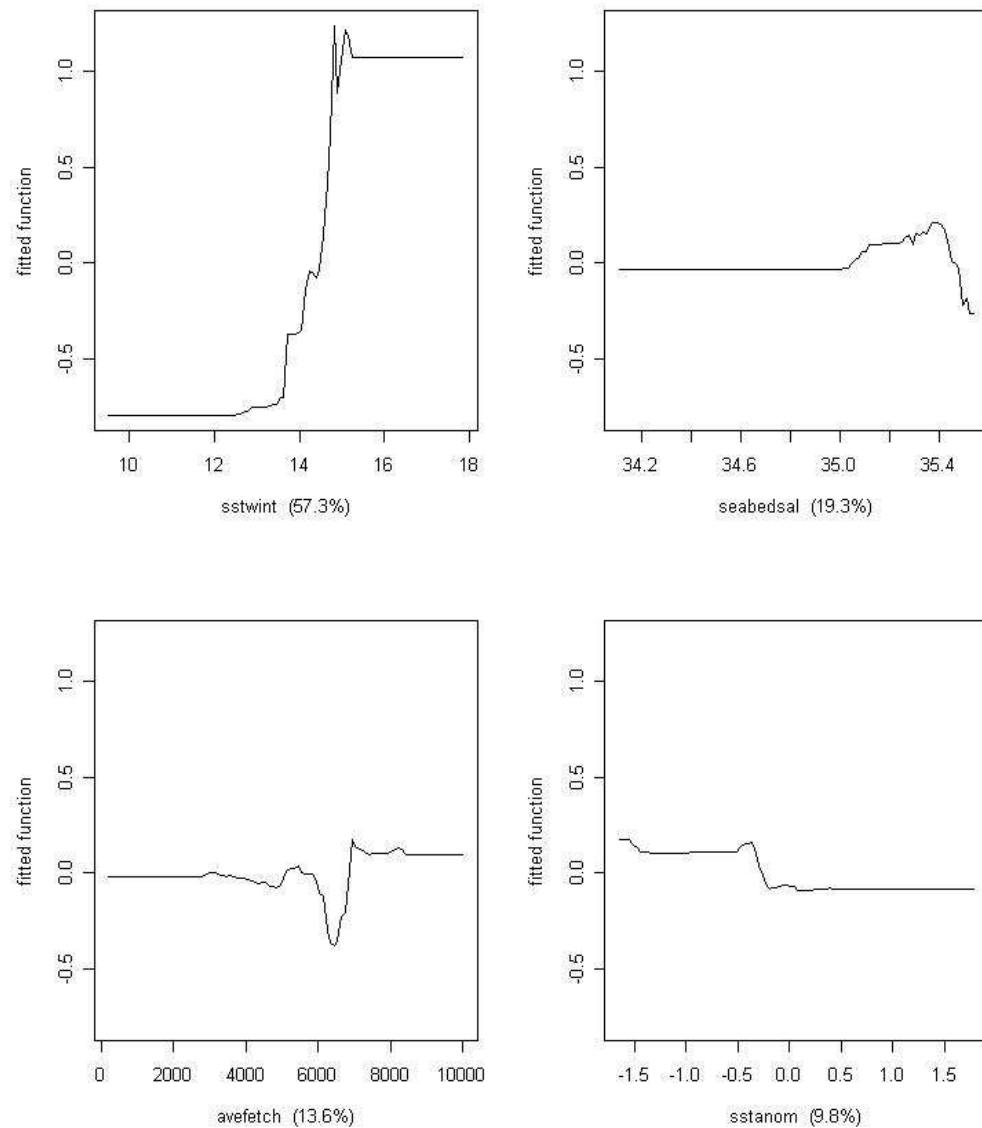 fitted function
1.0
0.5
0.0
-0.5
10 12 14 16 18
sstwint (57.3%)
fitted function
1.0
0.5
0.0
-0.5
34.2 34.6 35.0 35.4
seabedsal (19.3%)
fitted function
1.0
0.5
0.0
-0.5
0 2000 4000 6000 8000 10000
avefetch (13.6%)
fitted function
1.0
0.5
0.0
-0.5
-1.5 -1.0 -0.5 0.0 0.5 1.0 1.5
sstanom (9.8%)